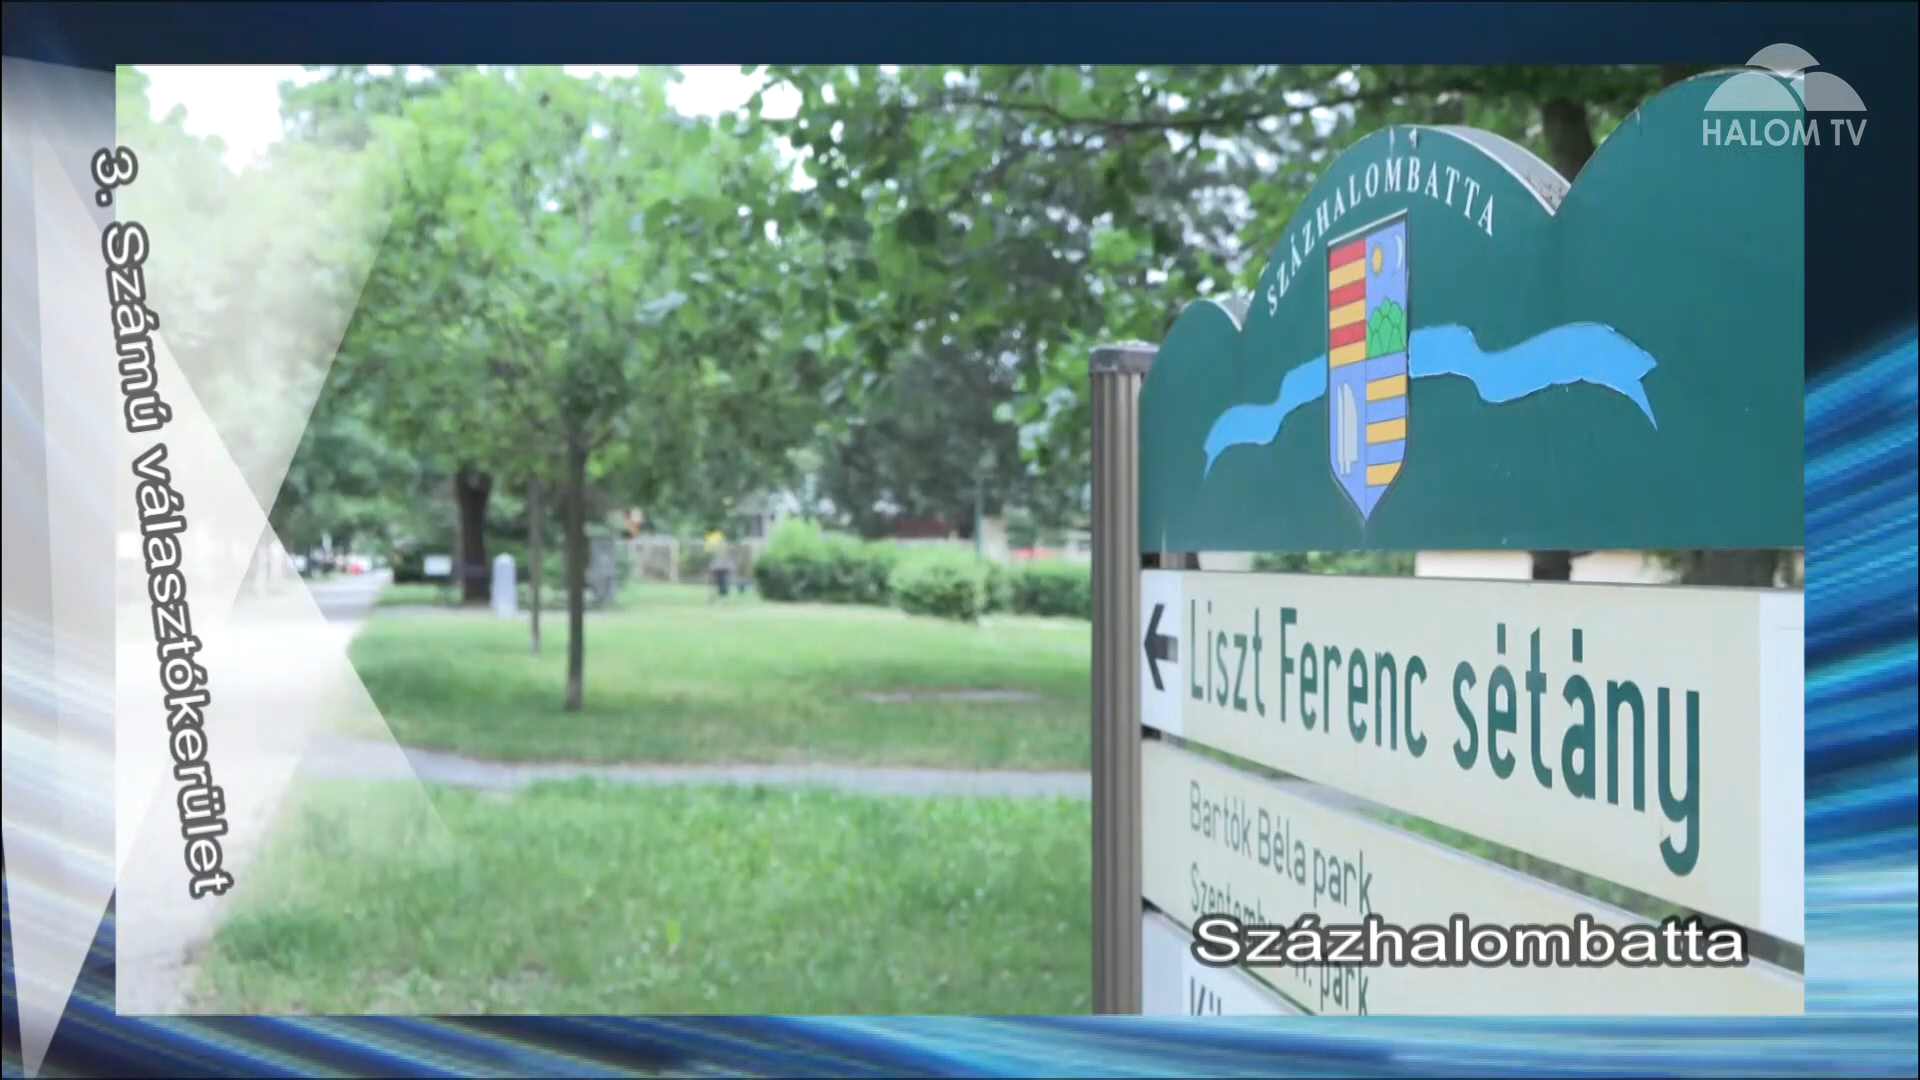 HALOM TV
3. Számú választókerület
SZÁZHALOMBATTA
Liszt Ferenc sétány
Bartók Béla park
park
Százhalombatta